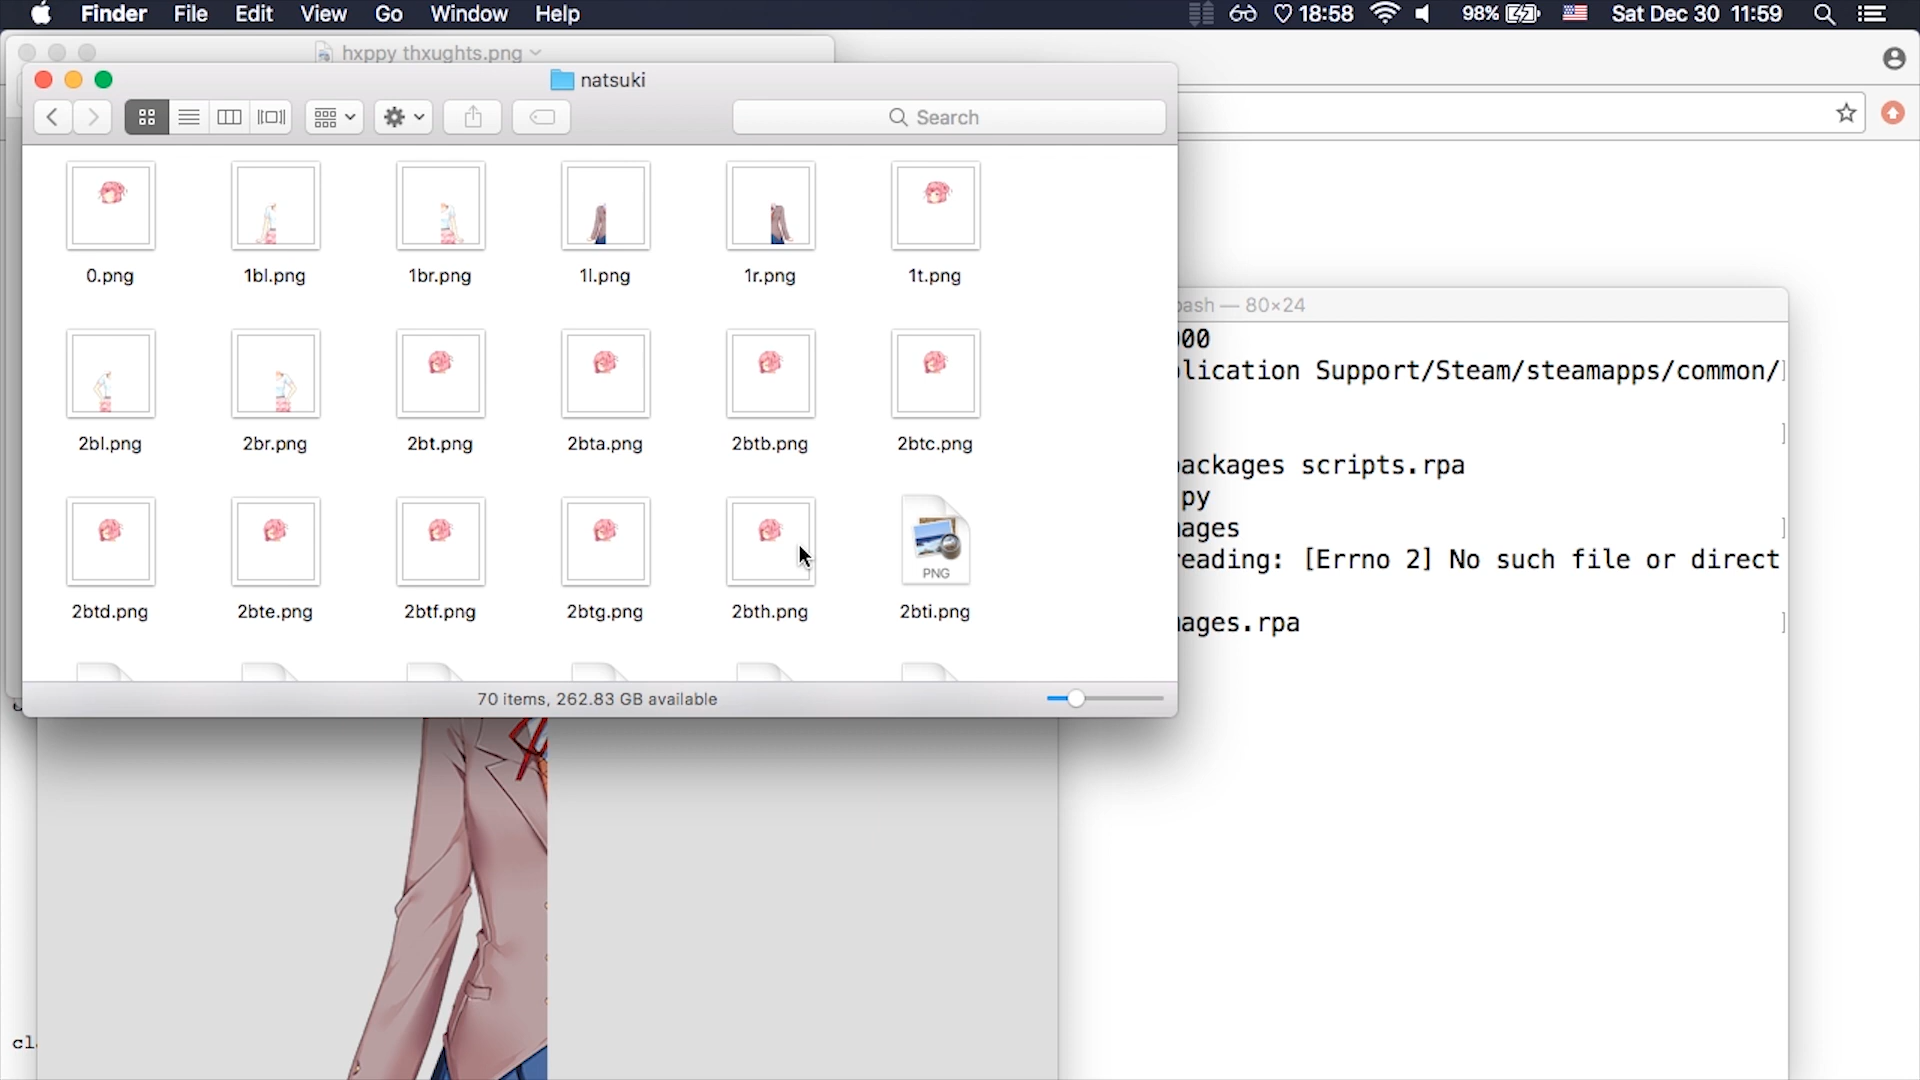 Finder File Edit View Go Window Help 18:58 98% Sat Dec 30 11:59
hxppy thxughts.png
natsuki
Search
0.png 1bl.png 1br.png 1l.png 1r.png 1t.png
2bl.png 2br.png 2bt.png 2bta.png 2btb.png 2btc.png
PNG
2btd.png 2bte.png 2btf.png 2btg.png 2bth.png 2bti.png
70 items, 262.83 GB available
bash — 80×24
00
lication Support/Steam/steamapps/common/
ackages scripts.rpa
py
ages
eading: [Errno 2] No such file or direct
ages.rpa
cl